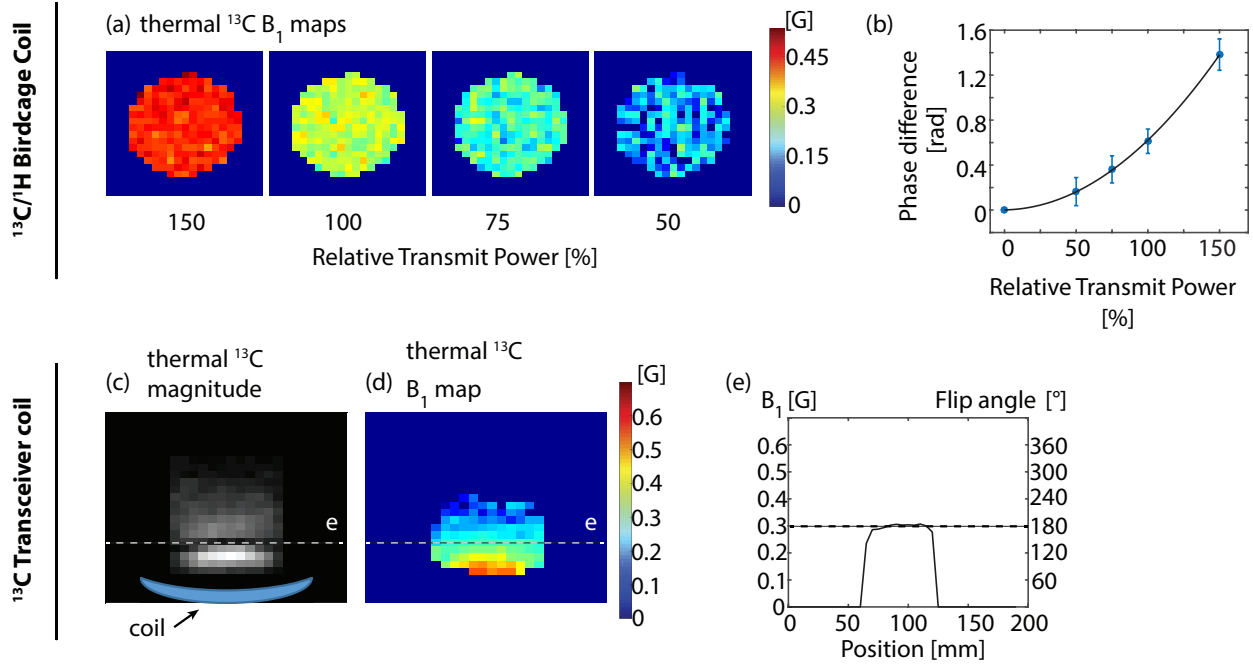 ¹³C/¹H Birdcage Coil
(a) thermal ¹³C B₁ maps
[G]
0.45
0.3
0.15
0
150
100
75
50
Relative Transmit Power [%]
(b)
Phase difference
[rad]
1.6
1.2
0.8
0.4
0
0
50
100
150
Relative Transmit Power
[%]
¹³C Transceiver coil
(c)
thermal ¹³C
magnitude
e
coil
(d)
thermal ¹³C
B₁ map
e
[G]
0.6
0.5
0.4
0.3
0.2
0.1
0
(e)
B₁ [G]
Flip angle [°]
1
0.6
0.5
0.4
0.3
0.2
0.1
0
360
300
240
180
120
60
0
50
100
150
200
Position [mm]